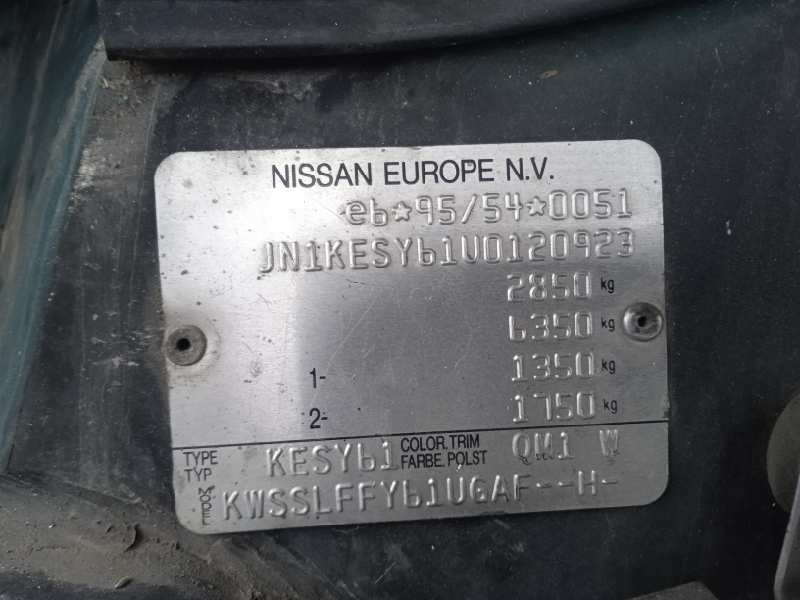 NISSAN EUROPE N.V.
e6*95/54*0051
JN1KESY61U0120923
2850 kg
6350 kg
1- 1350 kg
2- 1750 kg
TYPE TYP KESY61 COLOR.TRIM FARBE.POLST QM1 W
MODEL KWSSLFFY61UGAF--H-